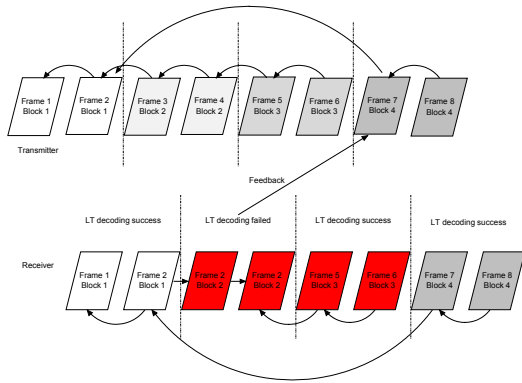 Frame 1
Block 1
Frame 2
Block 1
Frame 3
Block 2
Frame 4
Block 2
Frame 5
Block 3
Frame 6
Block 3
Frame 7
Block 4
Frame 8
Block 4
Transmitter
Feedback
LT decoding success
LT decoding failed
LT decoding success
LT decoding success
Receiver
Frame 1
Block 1
Frame 2
Block 1
Frame 2
Block 2
Frame 2
Block 2
Frame 5
Block 3
Frame 6
Block 3
Frame 7
Block 4
Frame 8
Block 4